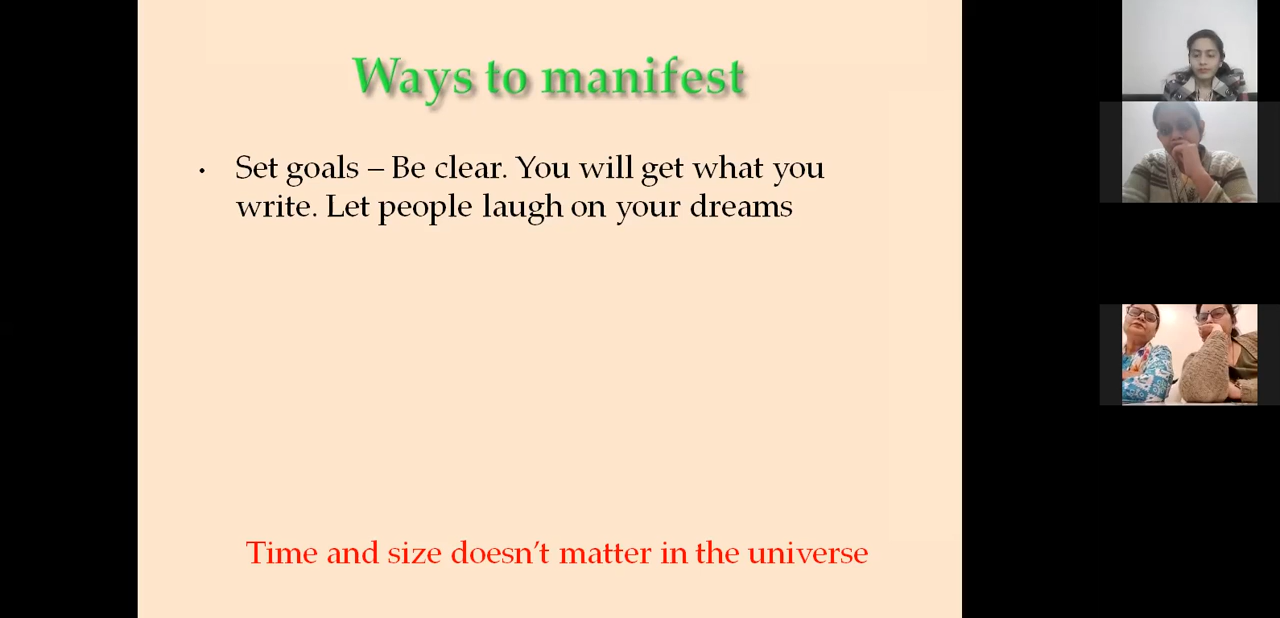 Ways to manifest
• Set goals – Be clear. You will get what you
write. Let people laugh on your dreams
Time and size doesn’t matter in the universe